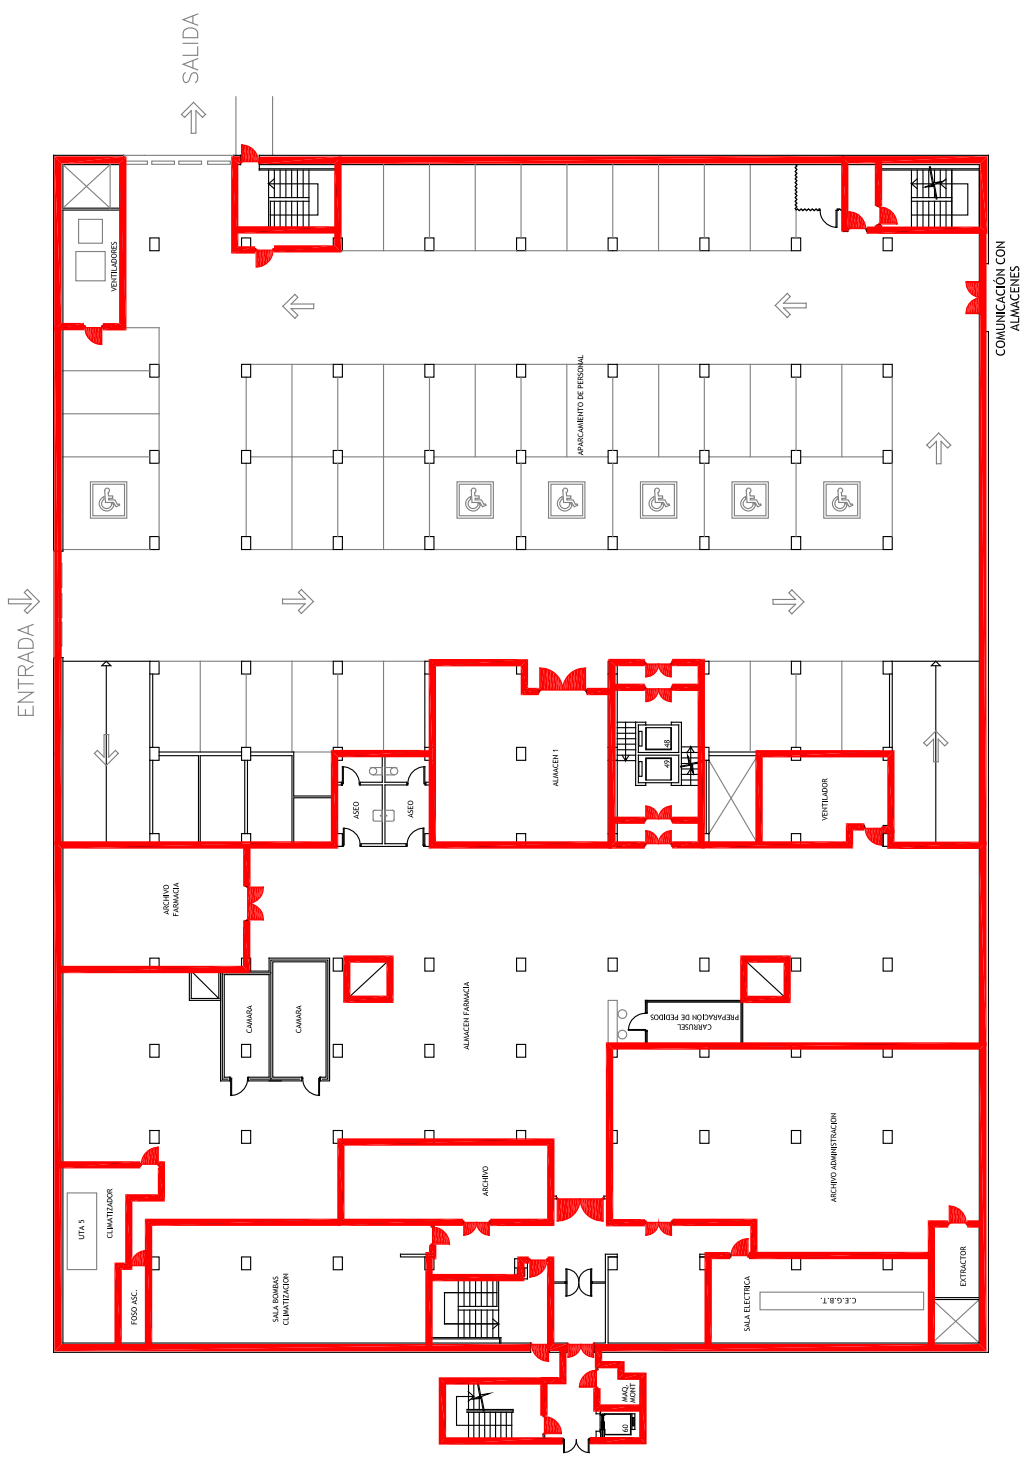 SALIDA
VENTILADORES
COMUNICACIÓN CON
ALMACENES
APARCAMIENTO DE PERSONAL
ENTRADA
ASEO
ASEO
ALMACEN 1
48
49
VENTILADOR
ARCHIVO
FARMACIA
CAMARA
CAMARA
ALMACEN FARMACIA
CARRUSEL
PREPARACIÓN DE PEDIDOS
ARCHIVO ADMINISTRACION
ARCHIVO
UTA 5
CLIMATIZADOR
FOSO ASC.
SALA BOMBAS
CLIMATIZACION
SALA ELECTRICA
C.E.G.B.T.
EXTRACTOR
MAQ.
MONT
60